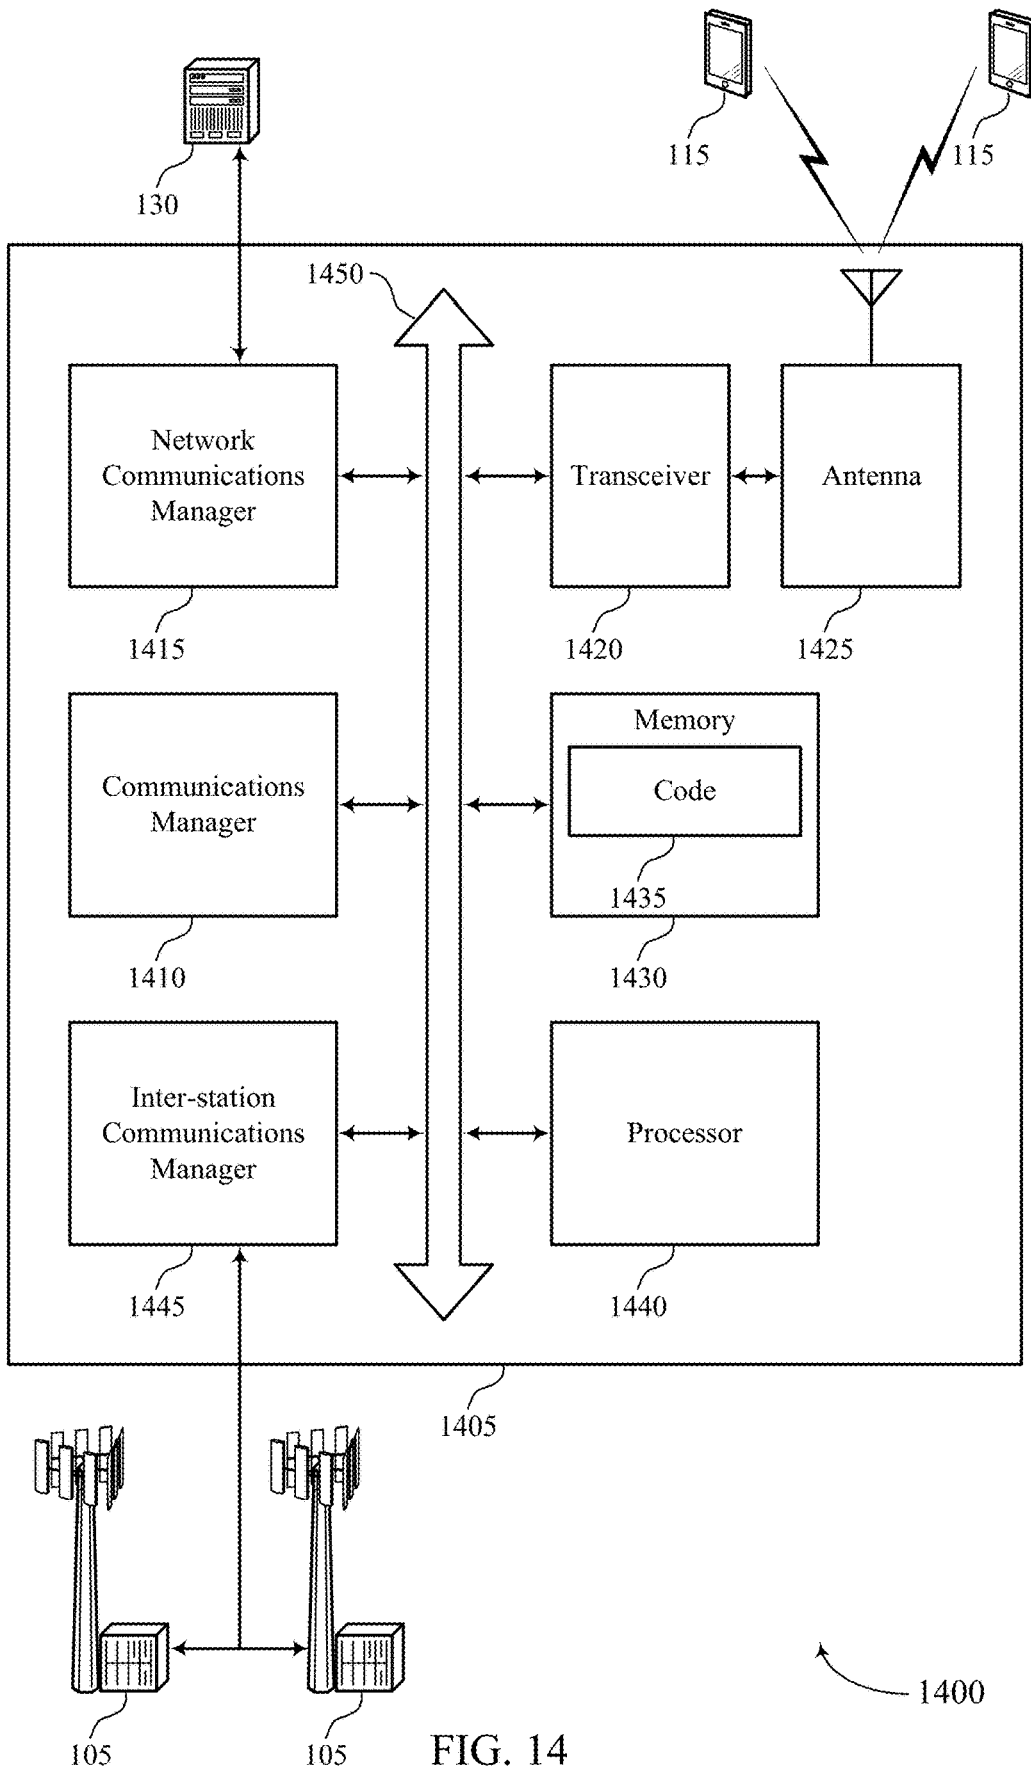 115
115
130
1450
Network
Communications
Manager
Transceiver
Antenna
1415
1420
1425
Communications
Manager
Memory
Code
1435
1410
1430
Inter-station
Communications
Manager
Processor
1445
1440
1405
105
105
1400
FIG. 14